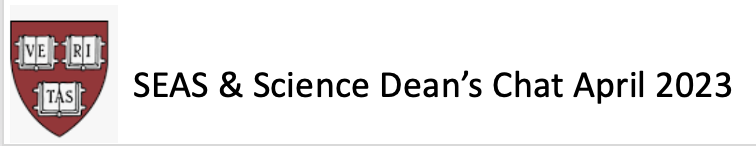 VE RI
TAS
SEAS & Science Dean’s Chat April 2023